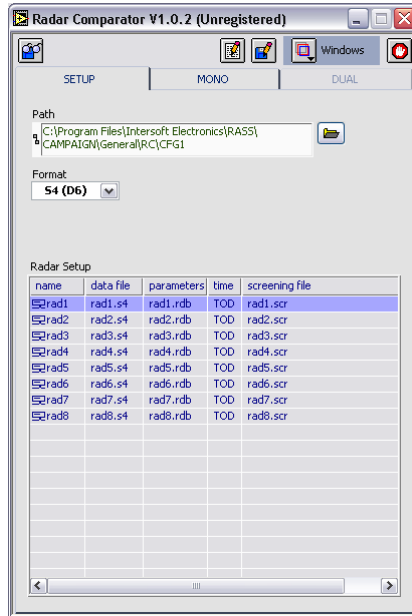 Radar Comparator V1.0.2 (Unregistered)
Windows
SETUP MONO DUAL
Path
C:\Program Files\Intersoft Electronics\RASS\
CAMPAIGN\General\RC\CFG1
Format
S4 (D6)
Radar Setup
name data file parameters time screening file
rad1 rad1.s4 rad1.rdb TOD rad1.scr
rad2 rad2.s4 rad2.rdb TOD rad2.scr
rad3 rad3.s4 rad3.rdb TOD rad3.scr
rad4 rad4.s4 rad4.rdb TOD rad4.scr
rad5 rad5.s4 rad5.rdb TOD rad5.scr
rad6 rad6.s4 rad6.rdb TOD rad6.scr
rad7 rad7.s4 rad7.rdb TOD rad7.scr
rad8 rad8.s4 rad8.rdb TOD rad8.scr